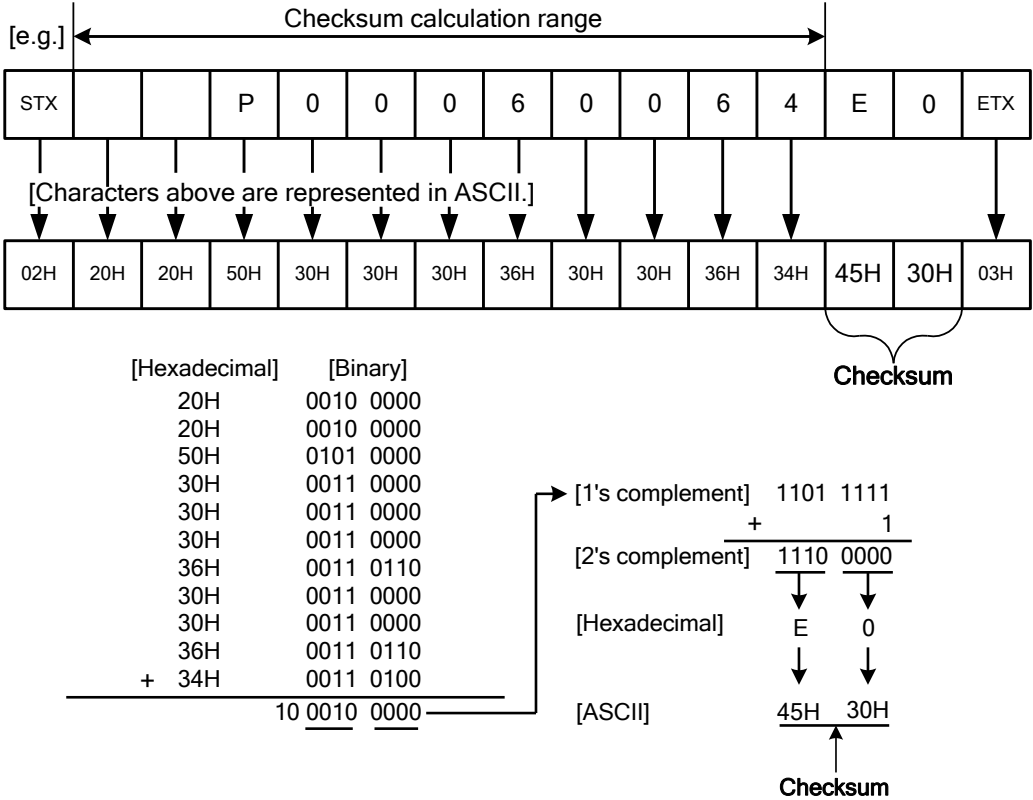 Checksum calculation range
[e.g.]
STX P 0 0 0 6 0 0 6 4 E 0 ETX
[Characters above are represented in ASCII.]
02H 20H 20H 50H 30H 30H 30H 36H 30H 30H 36H 34H 45H 30H 03H
Checksum
[Hexadecimal] [Binary]
20H 0010 0000
20H 0010 0000
50H 0101 0000
30H 0011 0000
30H 0011 0000
30H 0011 0000
36H 0011 0110
30H 0011 0000
30H 0011 0000
36H 0011 0110
+ 34H 0011 0100
10 0010 0000
[1's complement] 1101 1111
+ 1
[2's complement] 1110 0000
[Hexadecimal] E 0
[ASCII] 45H 30H
Checksum